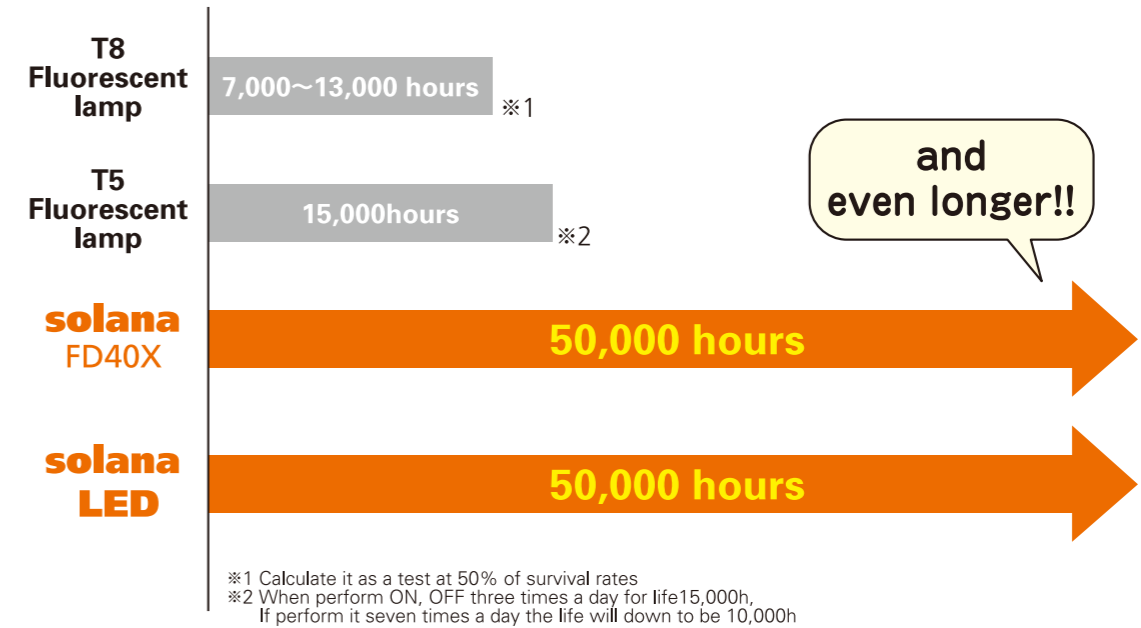 T8
Fluorescent
lamp
7,000～13,000 hours
※1
T5
Fluorescent
lamp
15,000hours
※2
and
even longer!!
solana
FD40X
50,000 hours
solana
LED
50,000 hours
※1 Calculate it as a test at 50% of survival rates
※2 When perform ON, OFF three times a day for life15,000h,
If perform it seven times a day the life will down to be 10,000h